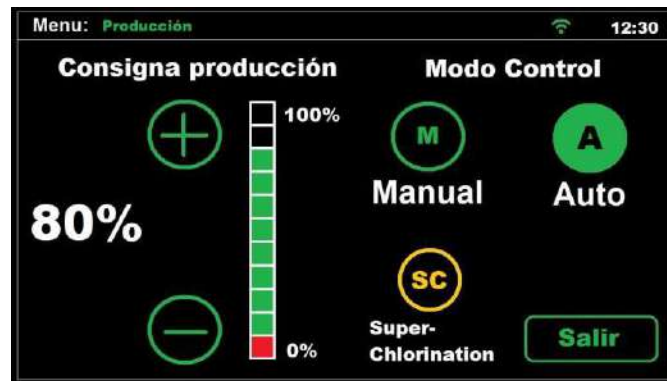 Menu: Producción
12:30
Consigna producción
Modo Control
100%
M
A
Manual
Auto
80%
SC
Super-
Chlorination
0%
Salir